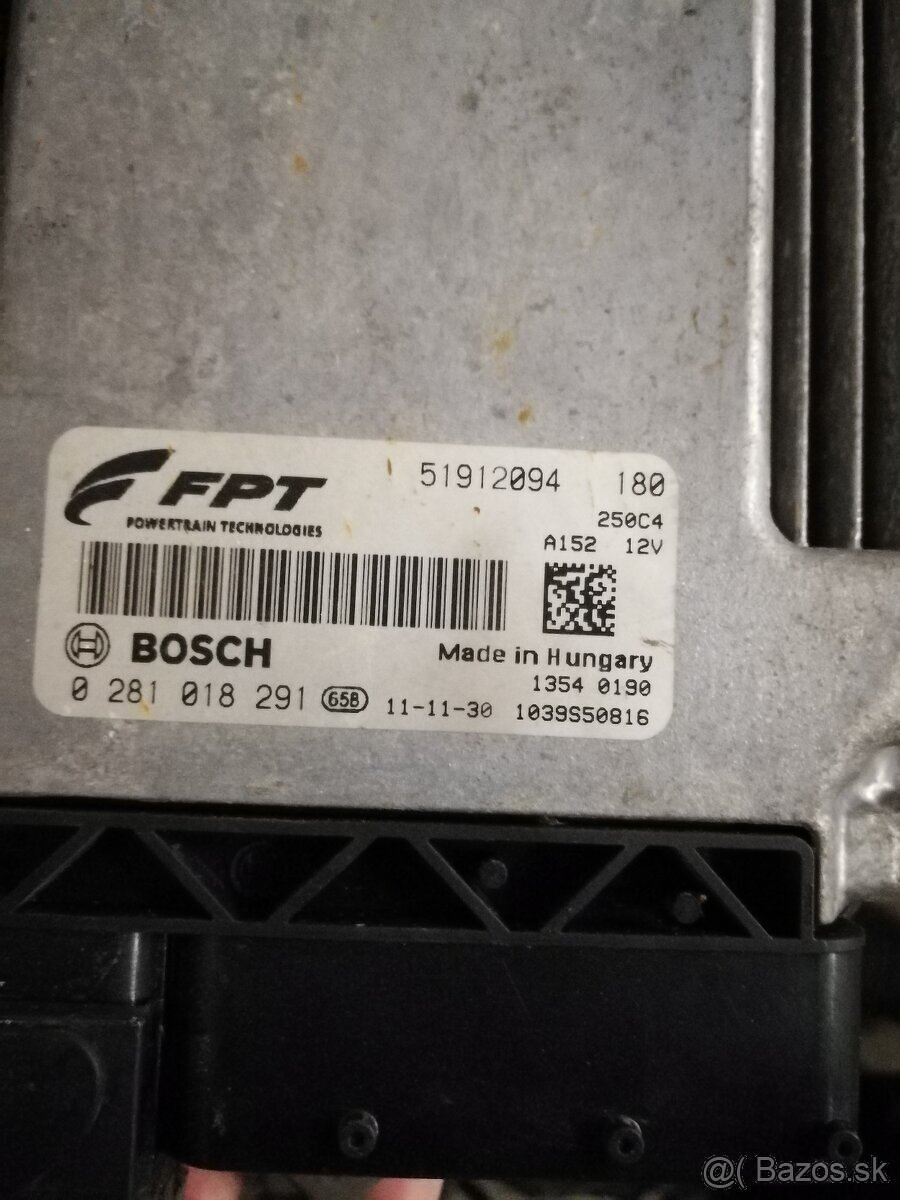 FPT 51912094 180
POWERTRAIN TECHNOLOGIES 250C4
A152 12V
BOSCH Made in Hungary
0 281 018 291 65B 11-11-30 1354 0190
1039S50816
@( Bazos.sk